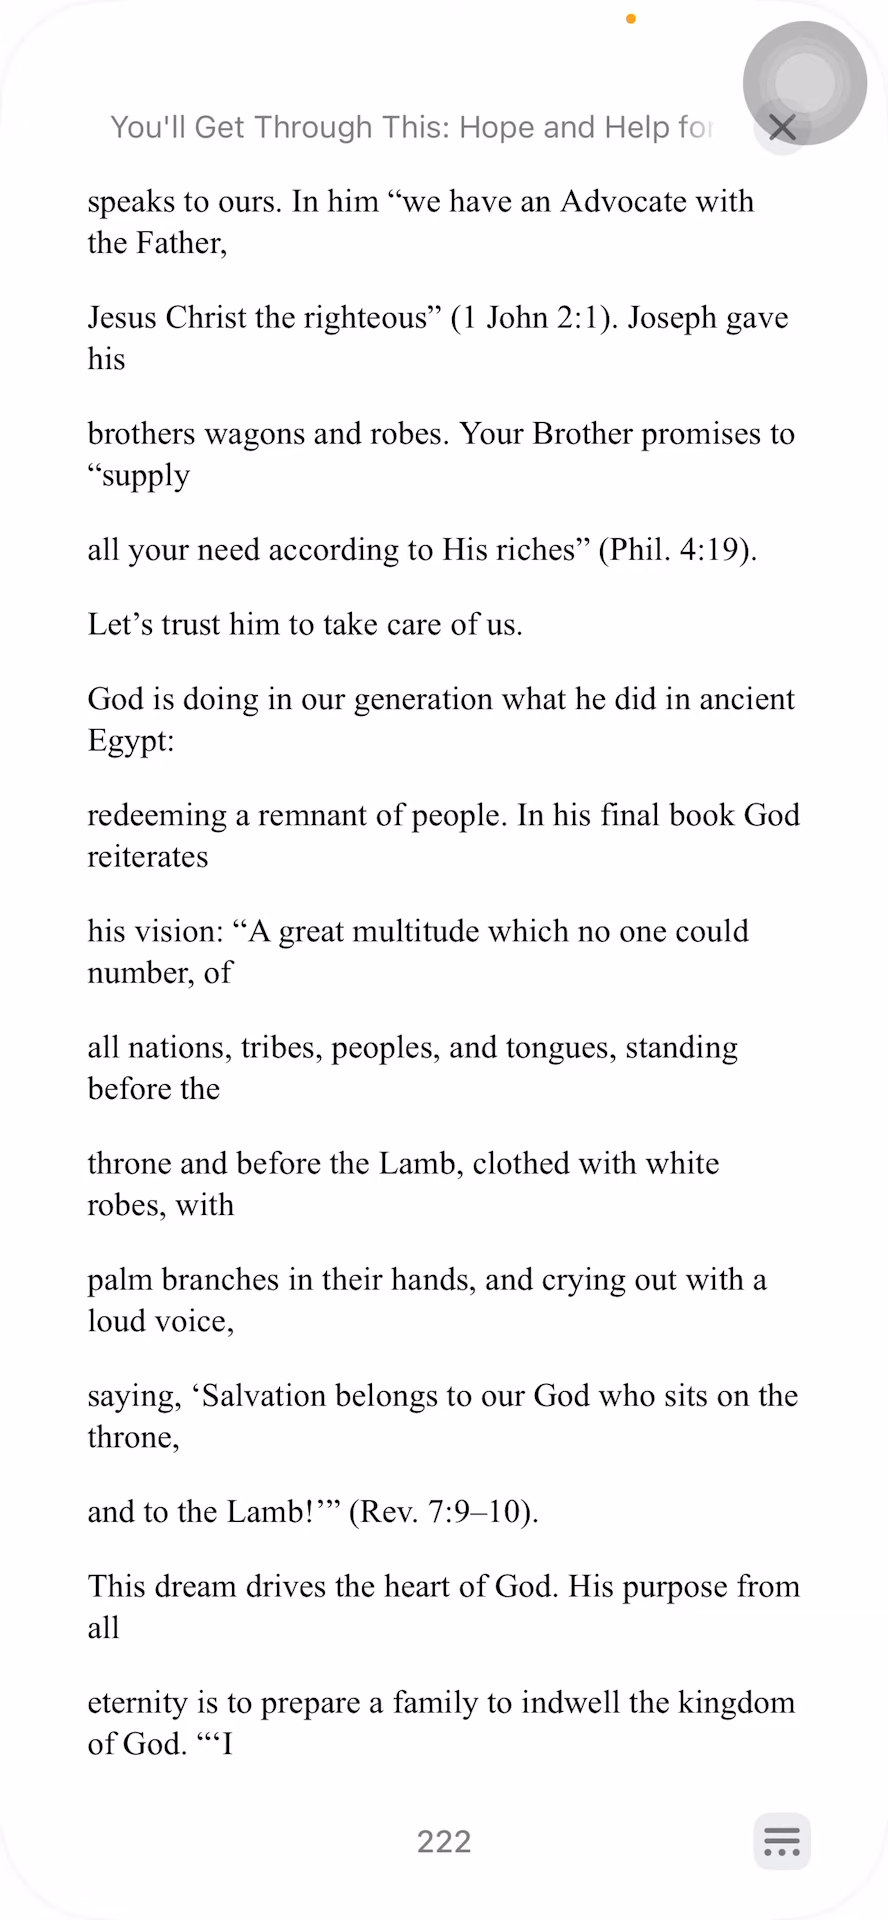 You'll Get Through This: Hope and Help for
speaks to ours. In him “we have an Advocate with
the Father,
Jesus Christ the righteous” (1 John 2:1). Joseph gave
his
brothers wagons and robes. Your Brother promises to
“supply
all your need according to His riches” (Phil. 4:19).
Let’s trust him to take care of us.
God is doing in our generation what he did in ancient
Egypt:
redeeming a remnant of people. In his final book God
reiterates
his vision: “A great multitude which no one could
number, of
all nations, tribes, peoples, and tongues, standing
before the
throne and before the Lamb, clothed with white
robes, with
palm branches in their hands, and crying out with a
loud voice,
saying, ‘Salvation belongs to our God who sits on the
throne,
and to the Lamb!’” (Rev. 7:9–10).
This dream drives the heart of God. His purpose from
all
eternity is to prepare a family to indwell the kingdom
of God. “‘I
222